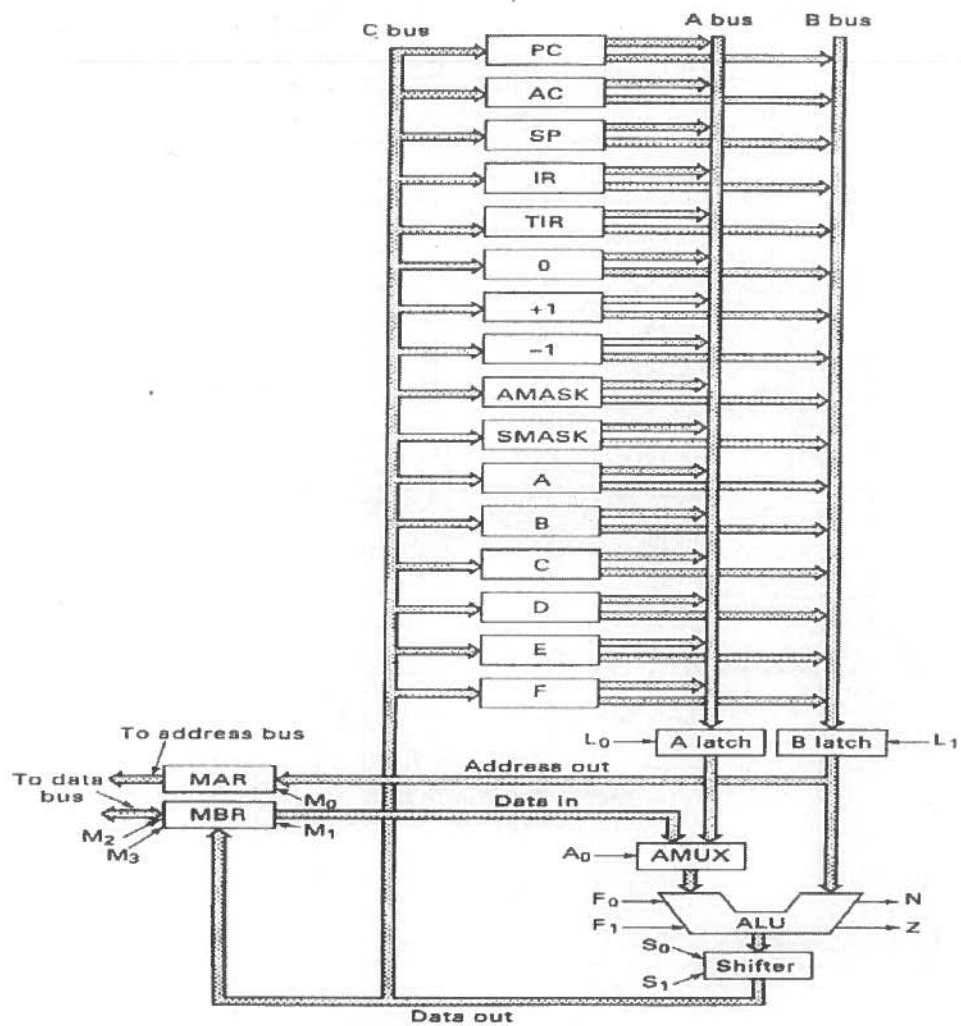 A bus
B bus
C bus
PC
AC
SP
IR
TIR
0
+1
−1
AMASK
SMASK
A
B
C
D
E
F
To address bus
L₀
A latch
B latch
L₁
Address out
To data
bus
MAR
M₀
Data in
MBR
M₂
M₃
M₁
A₀
AMUX
F₀
N
F₁
ALU
Z
S₀
S₁
Shifter
Data out